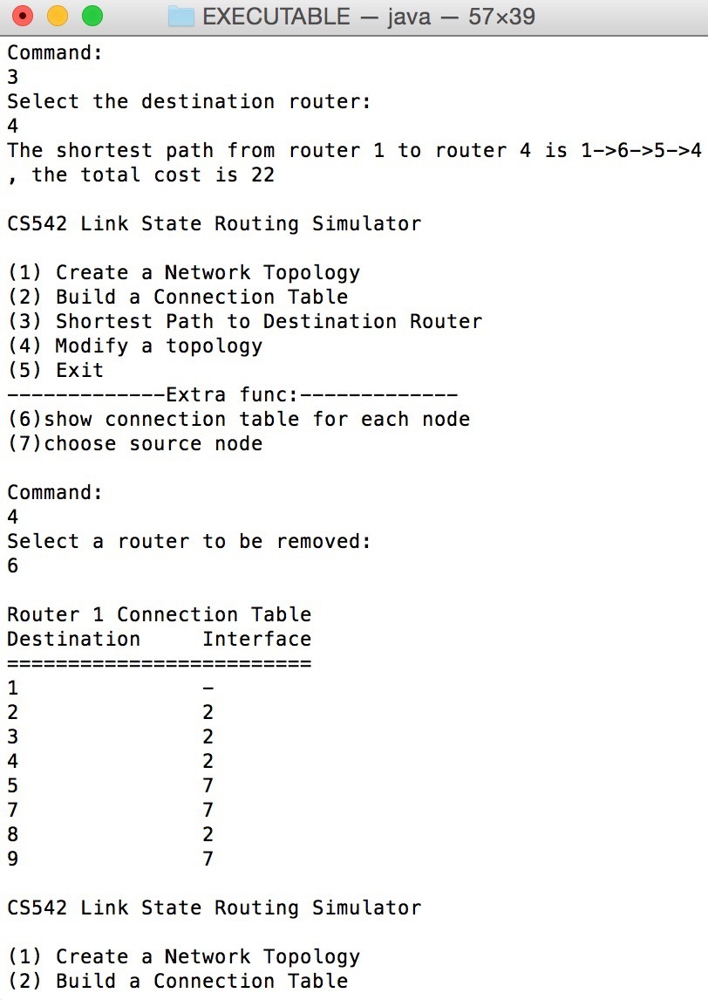 EXECUTABLE — java — 57×39
Command:
3
Select the destination router:
4
The shortest path from router 1 to router 4 is 1->6->5->4
, the total cost is 22
CS542 Link State Routing Simulator
(1) Create a Network Topology
(2) Build a Connection Table
(3) Shortest Path to Destination Router
(4) Modify a topology
(5) Exit
-------------Extra func:-------------
(6)show connection table for each node
(7)choose source node
Command:
4
Select a router to be removed:
6
Router 1 Connection Table
Destination     Interface
=========================
1               -
2               2
3               2
4               2
5               7
7               7
8               2
9               7
CS542 Link State Routing Simulator
(1) Create a Network Topology
(2) Build a Connection Table